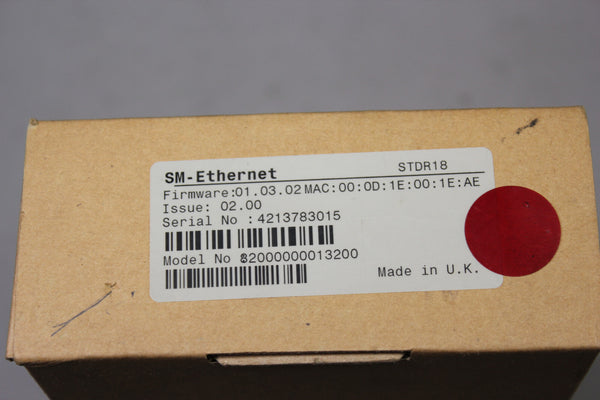 SM-Ethernet STDR18
Firmware:01.03.02 MAC:00:0D:1E:00:1E:AE
Issue: 02.00
Serial No :4213783015
Model No :82000000013200
Made in U.K.